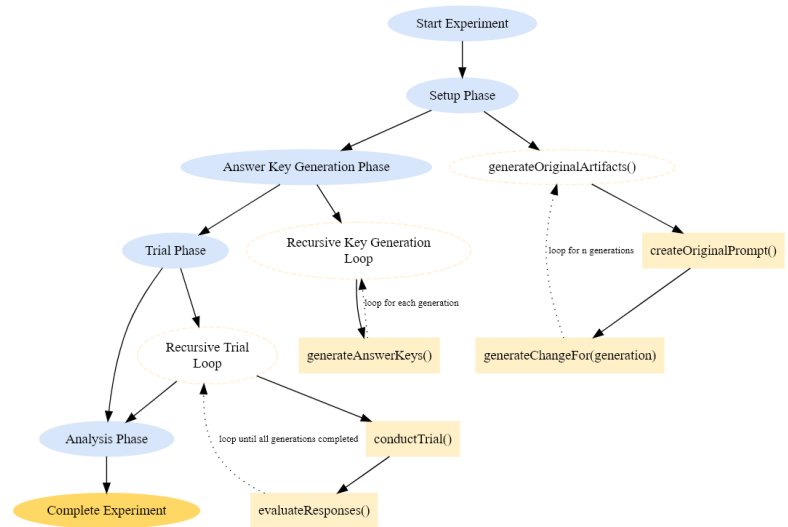 Start Experiment
Setup Phase
Answer Key Generation Phase
generateOriginalArtifacts()
Trial Phase
Recursive Key Generation
Loop
loop for n generations
createOriginalPrompt()
loop for each generation
Recursive Trial
Loop
generateAnswerKeys()
generateChangeFor(generation)
Analysis Phase
loop until all generations completed
conductTrial()
Complete Experiment
evaluateResponses()